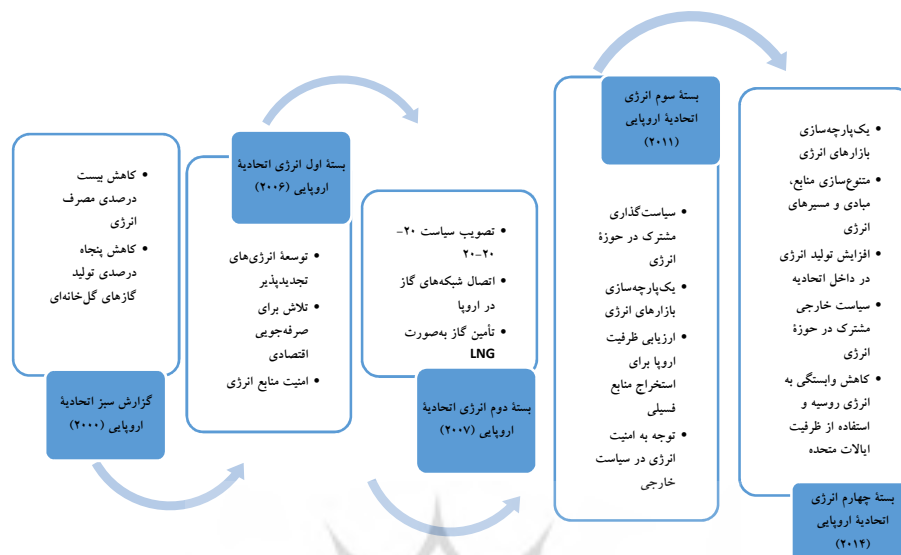 • کاهش بیست
درصدی مصرف
انرژی
• کاهش پنجاه
درصدی تولید
گازهای گل‌خانه‌ای
گزارش سبز اتحادیهٔ
اروپایی (۲۰۰۰)
بستهٔ اول انرژی اتحادیهٔ
اروپایی (۲۰۰۶)
• توسعهٔ انرژی‌های
تجدیدپذیر
• تلاش برای
صرفه‌جویی
اقتصادی
• امنیت منابع انرژی
• تصویب سیاست ۲۰-
۲۰-۲۰
• اتصال شبکه‌های گاز
در اروپا
• تأمین گاز به‌صورت
LNG
بستهٔ دوم انرژی اتحادیهٔ
اروپایی (۲۰۰۷)
بستهٔ سوم انرژی
اتحادیهٔ اروپایی
(۲۰۱۱)
• سیاست‌گذاری
مشترک در حوزهٔ
انرژی
• یک‌پارچه‌سازی
بازارهای انرژی
• ارزیابی ظرفیت
اروپا برای
استخراج منابع
فسیلی
• توجه به امنیت
انرژی در سیاست
خارجی
• یک‌پارچه‌سازی
بازارهای انرژی
• متنوع‌سازی منابع،
مبادی و مسیرهای
انرژی
• افزایش تولید انرژی
در داخل اتحادیه
• سیاست خارجی
مشترک در حوزهٔ
انرژی
• کاهش وابستگی به
انرژی روسیه و
استفاده از ظرفیت
ایالات متحده
بستهٔ چهارم انرژی
اتحادیهٔ اروپایی
(۲۰۱۴)